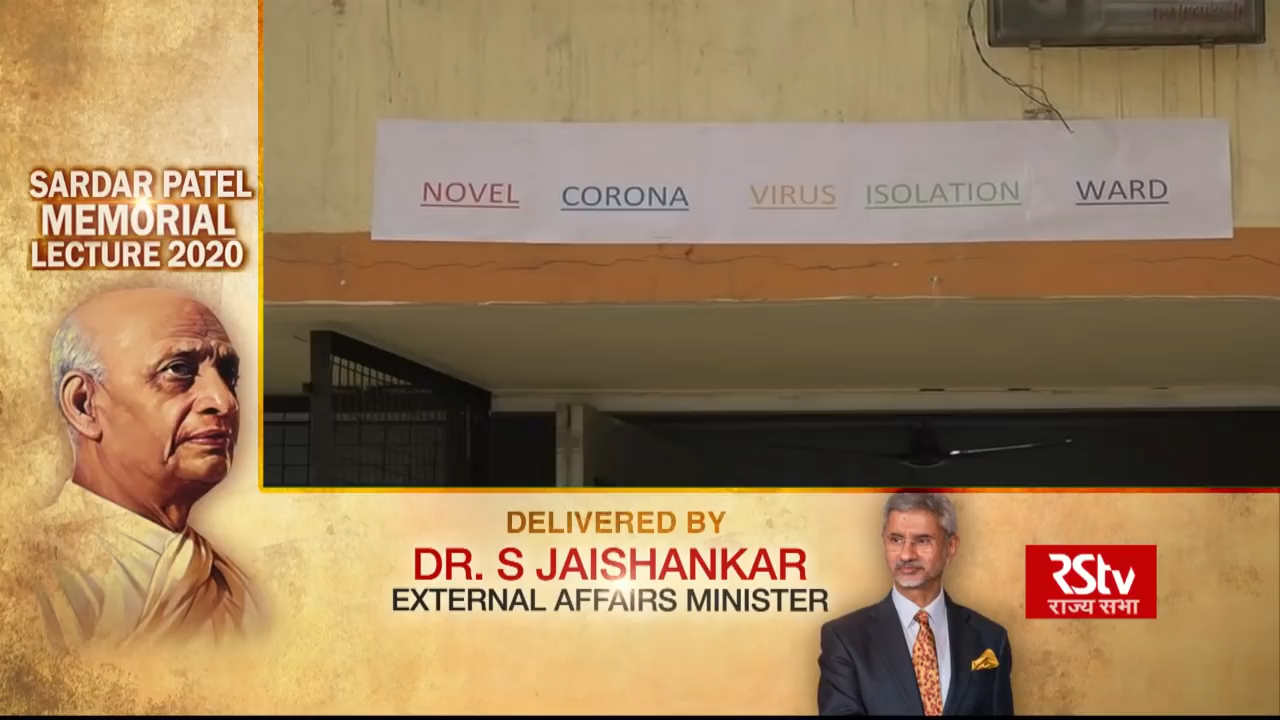 SARDAR PATEL
MEMORIAL
LECTURE 2020
NOVEL CORONA VIRUS ISOLATION WARD
DELIVERED BY
DR. S JAISHANKAR
EXTERNAL AFFAIRS MINISTER
RStv
राज्य सभा